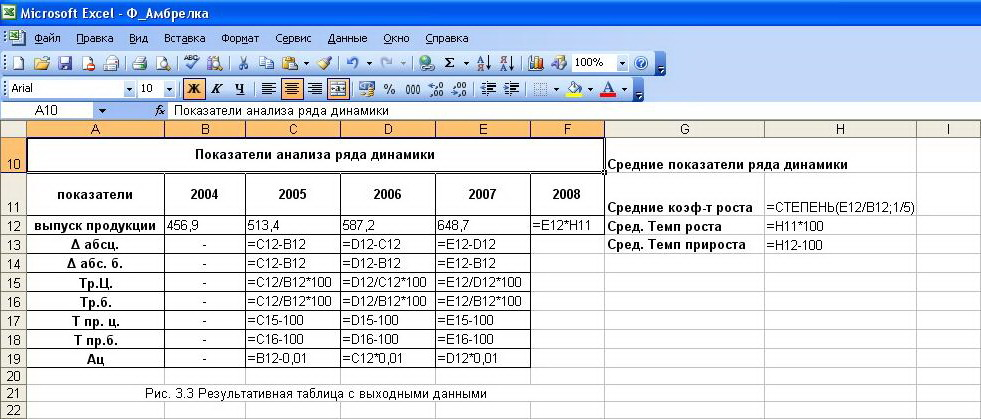 Microsoft Excel - Ф_Амбрелка
Файл Правка Вид Вставка Формат Сервис Данные Окно Справка
100%
Arial 10 Ж К Ч % 000
A10 fx Показатели анализа ряда динамики
A B C D E F G H I
10 Показатели анализа ряда динамики Средние показатели ряда динамики
11 показатели 2004 2005 2006 2007 2008 Средние коэф-т роста =СТЕПЕНЬ(E12/B12;1/5)
12 выпуск продукции 456,9 513,4 587,2 648,7 =E12*H11 Сред. Темп роста =H11*100
13 Δ абсц. - =C12-B12 =D12-C12 =E12-D12 Сред. Темп прироста =H12-100
14 Δ абс. б. - =C12-B12 =D12-B12 =E12-B12
15 Тр.Ц. - =C12/B12*100 =D12/C12*100 =E12/D12*100
16 Тр.б. - =C12/B12*100 =D12/B12*100 =E12/B12*100
17 Т пр. ц. - =C15-100 =D15-100 =E15-100
18 Т пр.б. - =C16-100 =D16-100 =E16-100
19 Ац - =B12-0,01 =C12*0,01 =D12*0,01
20
21 Рис. 3.3 Результативная таблица с выходными данными
22